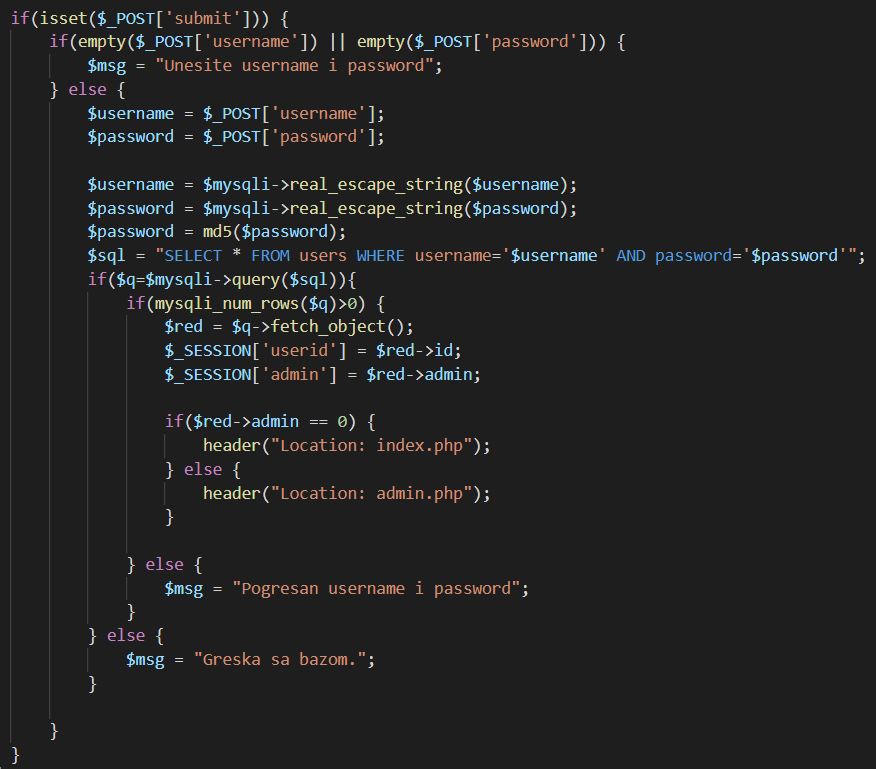 if(isset($_POST['submit'])) {
    if(empty($_POST['username']) || empty($_POST['password'])) {
        $msg = "Unesite username i password";
    } else {
        $username = $_POST['username'];
        $password = $_POST['password'];

        $username = $mysqli->real_escape_string($username);
        $password = $mysqli->real_escape_string($password);
        $password = md5($password);
        $sql = "SELECT * FROM users WHERE username='$username' AND password='$password'";
        if($q=$mysqli->query($sql)){
            if(mysqli_num_rows($q)>0) {
                $red = $q->fetch_object();
                $_SESSION['userid'] = $red->id;
                $_SESSION['admin'] = $red->admin;

                if($red->admin == 0) {
                    header("Location: index.php");
                } else {
                    header("Location: admin.php");
                }

            } else {
                $msg = "Pogresan username i password";
            }
        } else {
            $msg = "Greska sa bazom.";
        }

    }
}